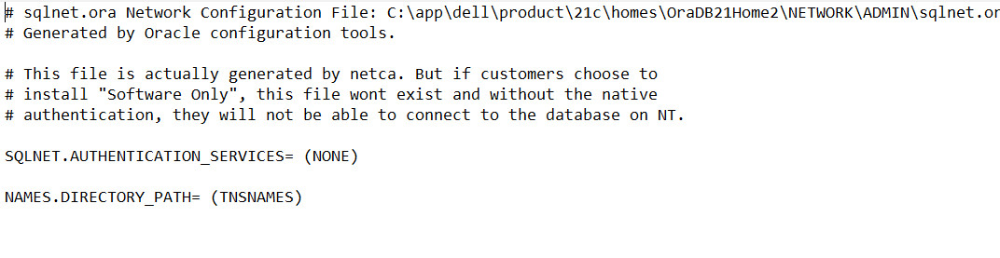 # sqlnet.ora Network Configuration File: C:\app\dell\product\21c\homes\OraDB21Home2\NETWORK\ADMIN\sqlnet.or
# Generated by Oracle configuration tools.
# This file is actually generated by netca. But if customers choose to
# install "Software Only", this file wont exist and without the native
# authentication, they will not be able to connect to the database on NT.
SQLNET.AUTHENTICATION_SERVICES= (NONE)
NAMES.DIRECTORY_PATH= (TNSNAMES)